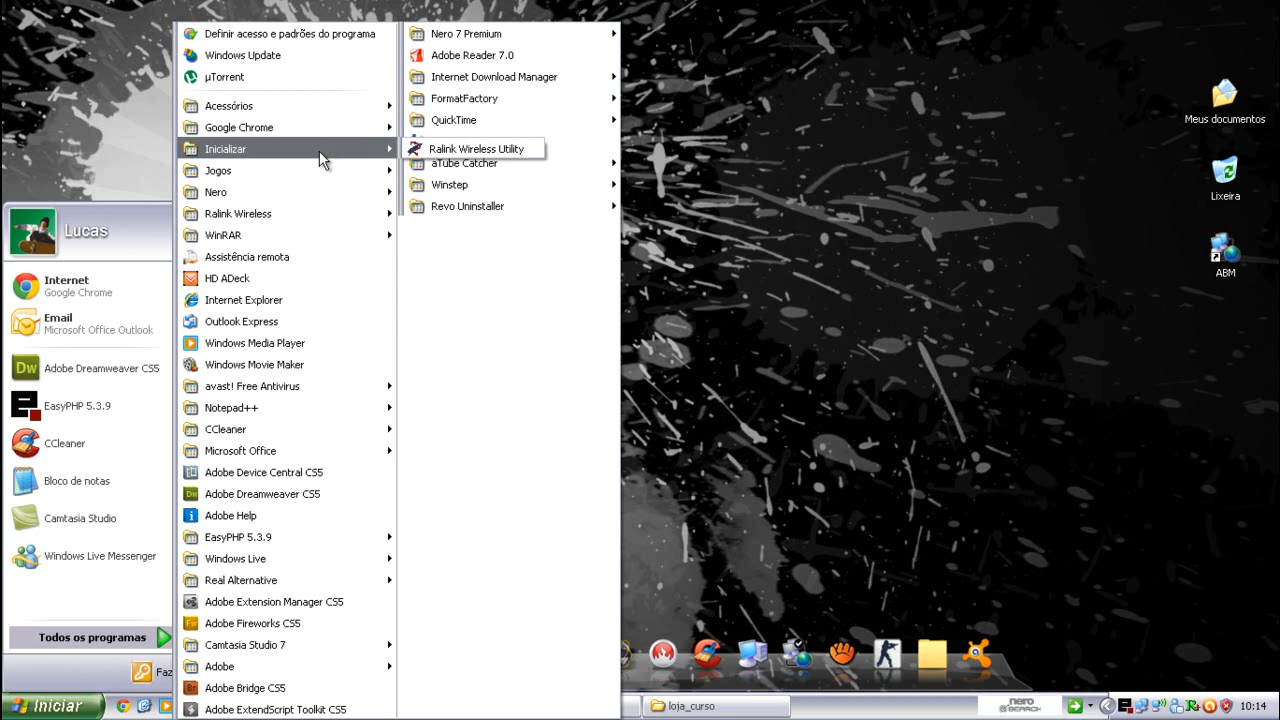 Lucas
Internet
Google Chrome
Email
Microsoft Office Outlook
Adobe Dreamweaver CS5
EasyPHP 5.3.9
CCleaner
Bloco de notas
Camtasia Studio
Windows Live Messenger
Todos os programas
Faz
Iniciar
Definir acesso e padrões do programa
Windows Update
µTorrent
Acessórios
Google Chrome
Inicializar
Jogos
Nero
Ralink Wireless
WinRAR
Assistência remota
HD ADeck
Internet Explorer
Outlook Express
Windows Media Player
Windows Movie Maker
avast! Free Antivirus
Notepad++
CCleaner
Microsoft Office
Adobe Device Central CS5
Adobe Dreamweaver CS5
Adobe Help
EasyPHP 5.3.9
Windows Live
Real Alternative
Adobe Extension Manager CS5
Adobe Fireworks CS5
Camtasia Studio 7
Adobe
Adobe Bridge CS5
Adobe ExtendScript Toolkit CS5
Nero 7 Premium
Adobe Reader 7.0
Internet Download Manager
FormatFactory
QuickTime
Ralink Wireless Utility
aTube Catcher
Winstep
Revo Uninstaller
Meus documentos
Lixeira
ABM
loja_curso
nero
SEARCH
10:14